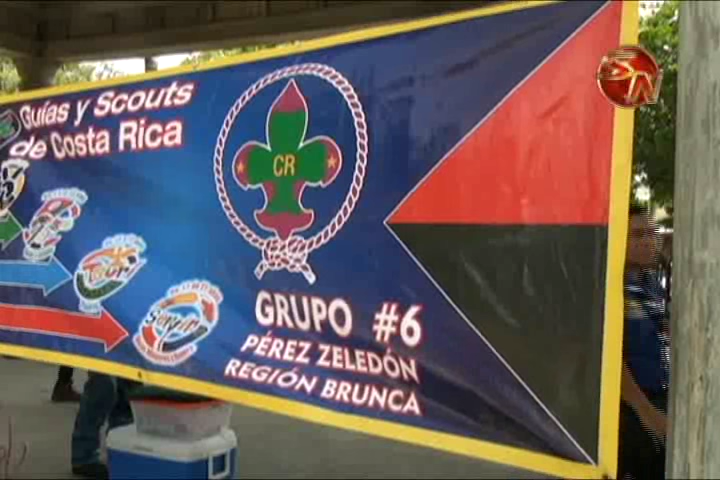 Guías y Scouts
de Costa Rica
CR
GRUPO #6
PÉREZ ZELEDÓN
REGIÓN BRUNCA